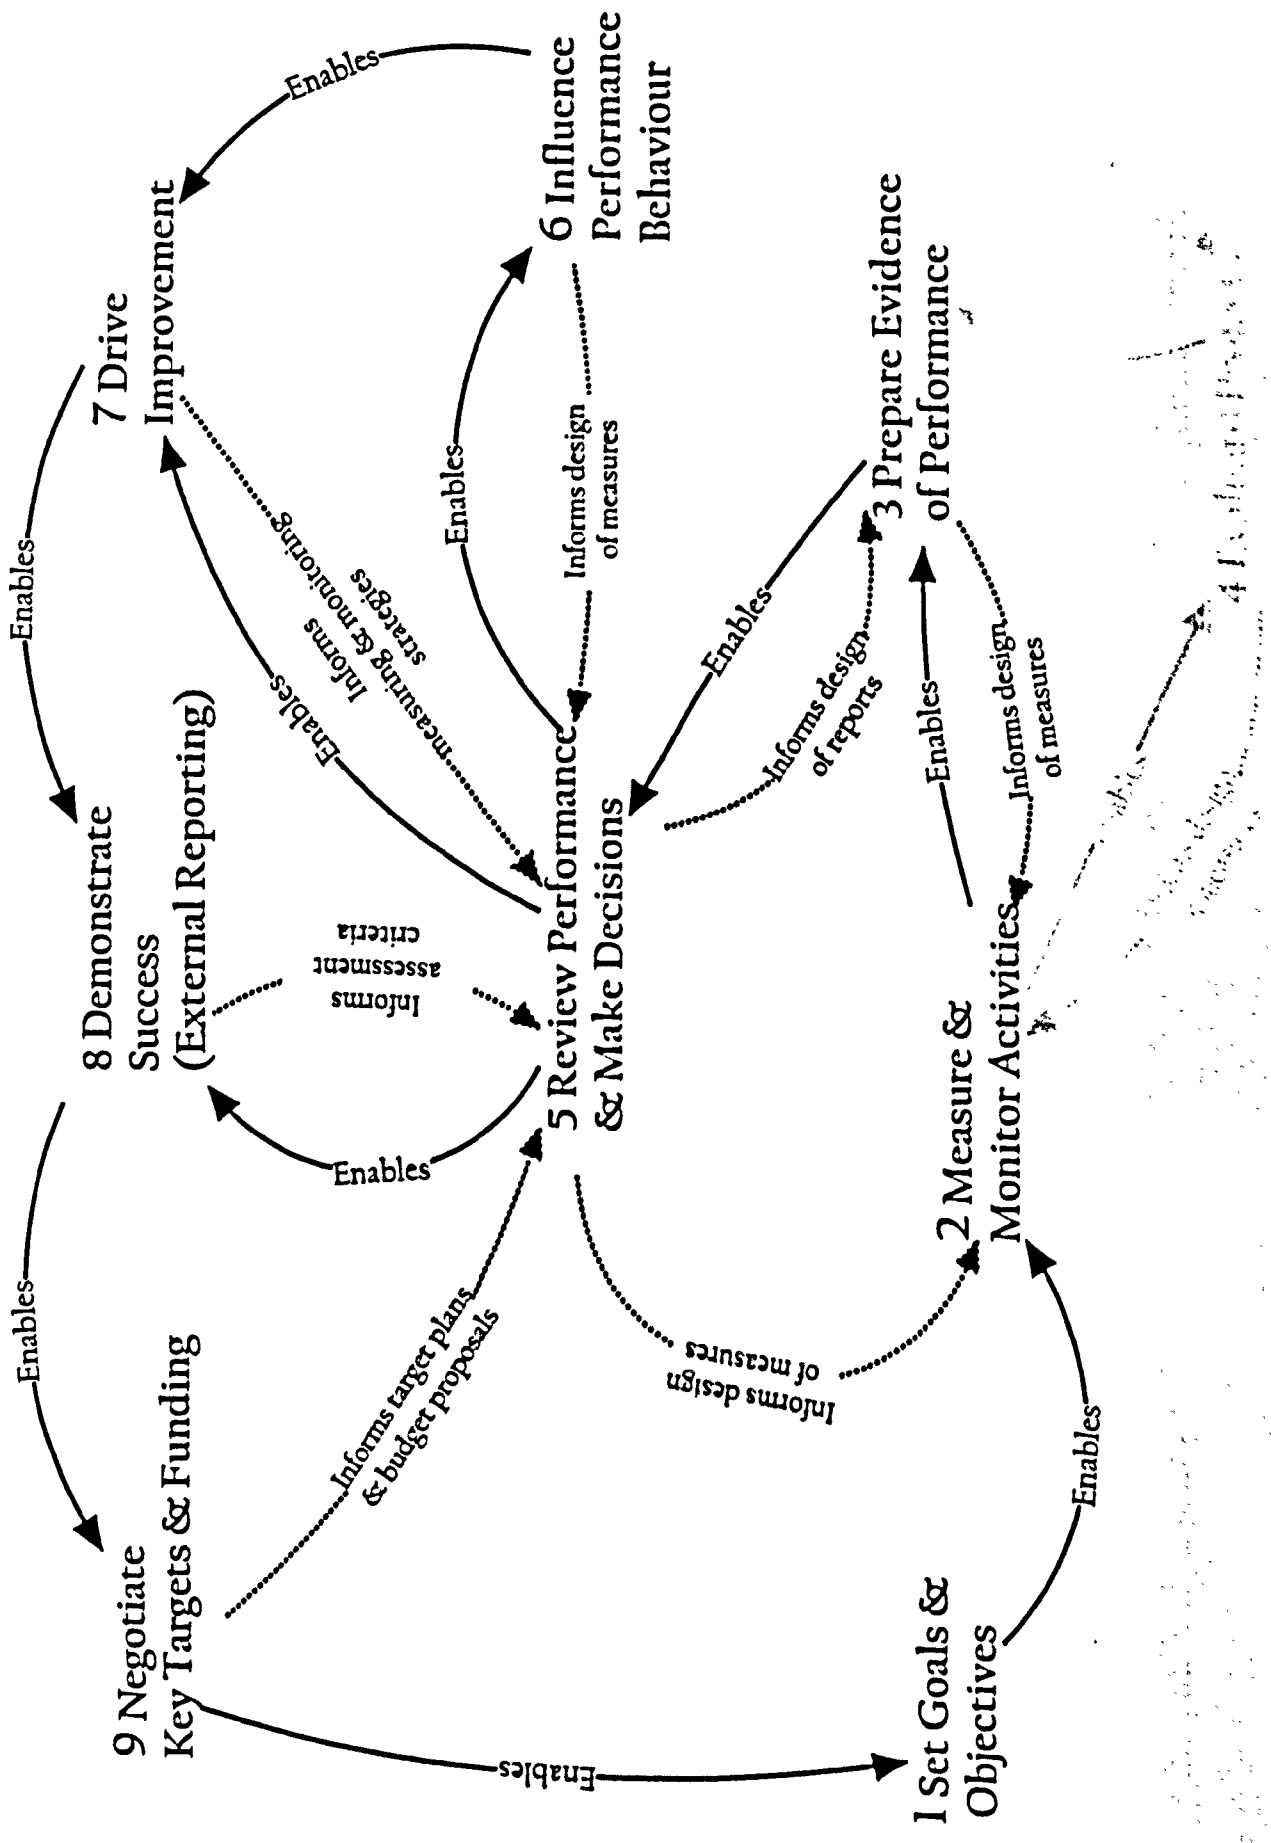 9 Negotiate
Key Targets & Funding
Enables
8 Demonstrate
Success
(External Reporting)
Enables
7 Drive
Improvement
Enables
6 Influence
Performance
Behaviour
Informs target plans
& budget proposals
Enables
Informs
assessment
criteria
Enables
Informs
measuring & monitoring
strategies
Enables
Informs design
of measures
5 Review Performance
& Make Decisions
Enables
Informs design
of measures
Informs design
of reports
Enables
3 Prepare Evidence
of Performance
1 Set Goals &
Objectives
Enables
2 Measure &
Monitor Activities
Enables
Informs design
of measures
4